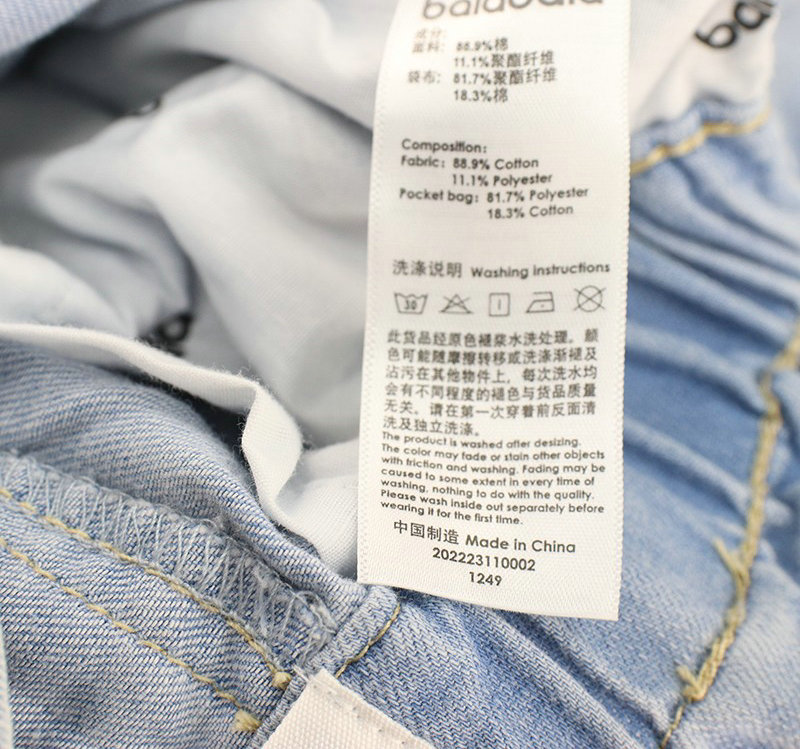 balabala
成分:
面料: 88.9%棉
11.1%聚酯纤维
袋布: 81.7%聚酯纤维
18.3%棉
Composition:
Fabric: 88.9% Cotton
11.1% Polyester
Pocket bag: 81.7% Polyester
18.3% Cotton
洗涤说明 Washing instructions
30
此货品经原色褪浆水洗处理。颜
色可能随摩擦转移或洗涤渐褪及
沾污在其他物件上，每次洗水均
会有不同程度的褪色与货品质量
无关。请在第一次穿着前反面清
洗及独立洗涤。
The product is washed after desizing.
The color may fade or stain other objects
with friction and washing. Fading may be
caused to some extent in every time of
washing, nothing to do with the quality.
Please wash inside out separately before
wearing it for the first time.
中国制造 Made in China
202223110002
1249